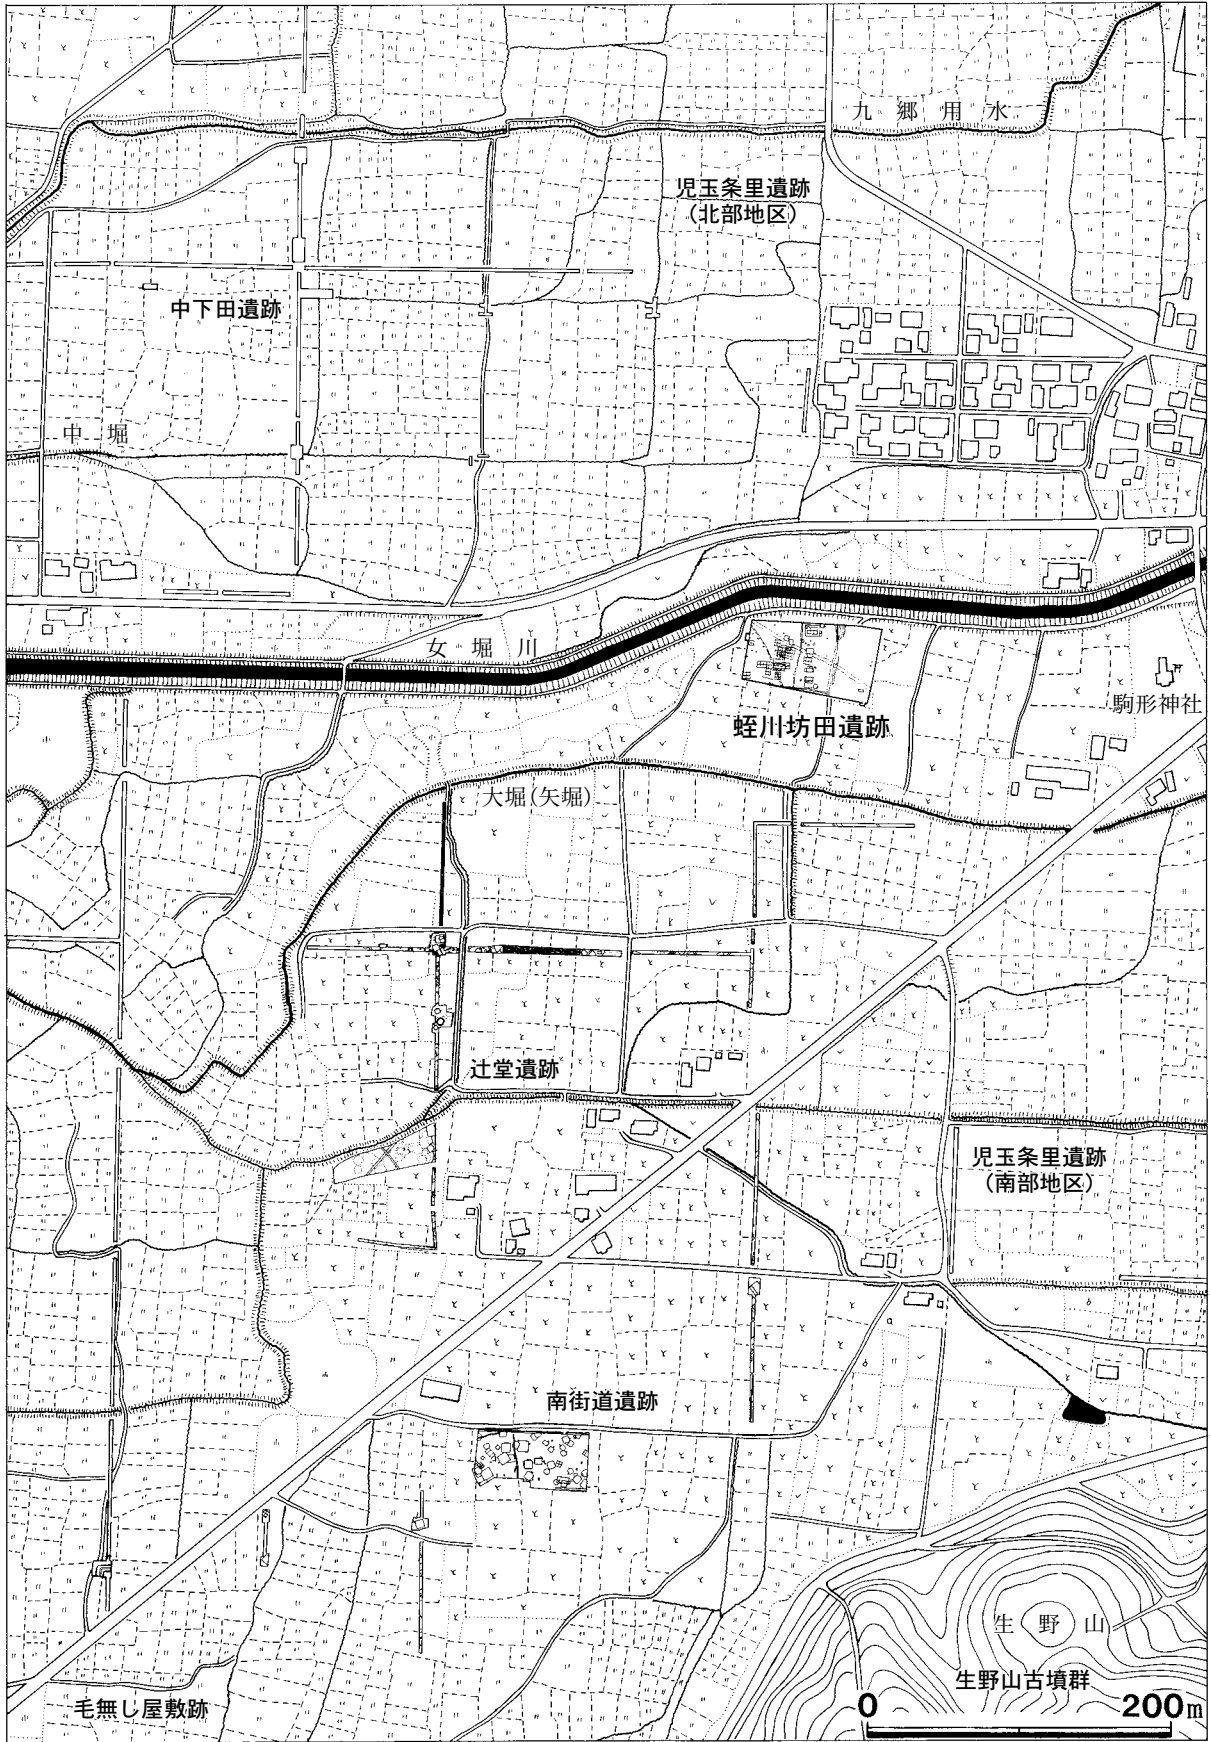 九郷用水
児玉条里遺跡
(北部地区)
中下田遺跡
中堀
女堀川
駒形神社
蛭川坊田遺跡
大堀(矢堀)
辻堂遺跡
児玉条里遺跡
(南部地区)
南街道遺跡
生野山
生野山古墳群
毛無し屋敷跡
0 200m